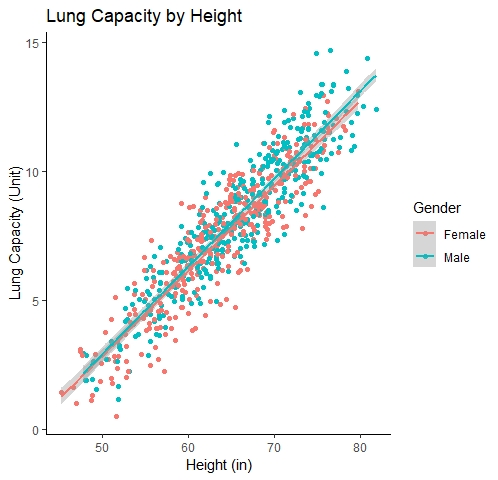 Lung Capacity by Height
15
10
5
0
Lung Capacity (Unit)
50 60 70 80
Height (in)
Gender
Female
Male